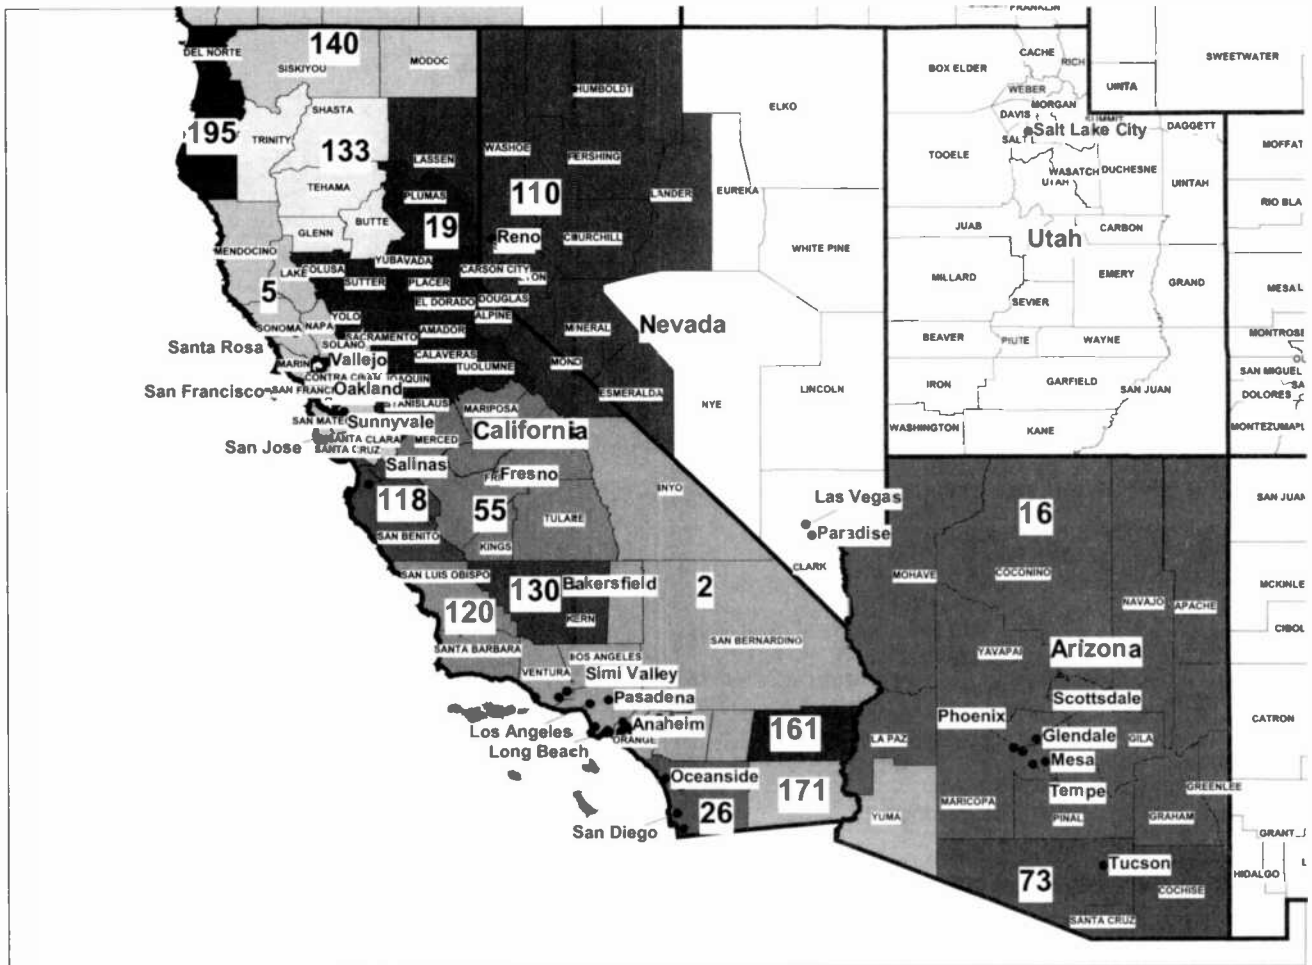 DEL NORTE
140
SISKIYOU
MODOC
HUMBOLDT
ELKO
BOX ELDER
CACHE
RICH
WEBER
UINTA
SWEETWATER
MORGAN
DAVIS
Salt Lake City
DAGGETT
MOFFAT
195
TRINITY
SHASTA
133
LASSEN
WASHOE
PERSHING
TOOELE
WASATCH
DUCHESNE
UTAH
UINTAH
TEHAMA
PLUMAS
110
LANDER
EUREKA
RIO BLA
GLENN
BUTTE
19
Reno
CHURCHILL
WHITE PINE
JUAB
Utah
CARBON
MENDOCINO
LAKE
COLUSA
YUBAVADA
SUTTER
PLACER
CARSON CITY
MILLARD
EMERY
GRAND
MESA
5
YOLO
EL DORADO
DOUGLAS
ALPINE
SEVIER
SONOMA
NAPA
SACRAMENTO
AMADOR
MINERAL
Nevada
BEAVER
PIUTE
WAYNE
MONTROSE
Santa Rosa
SOLANO
MARIN
Vallejo
CALAVERAS
TUOLUMNE
MONO
San Francisco
Oakland
ESMERALDA
NYE
LINCOLN
IRON
GARFIELD
SAN JUAN
SAN MIGUEL
DOLORES
STANISLAUS
MARIPOSA
SAN MATEO
Sunnyvale
California
WASHINGTON
KANE
San Jose
SANTA CLARA
MERCED
SANTA CRUZ
Salinas
Fresno
INYO
118
55
TULARE
Las Vegas
Paradise
16
SAN JUAN
SAN BENITO
KINGS
CLARK
SAN LUIS OBISPO
130
Bakersfield
2
MOHAVE
COCONINO
MCKINLE
120
KERN
NAVAJO
APACHE
CIBOL
SANTA BARBARA
LOS ANGELES
SAN BERNARDINO
YAVAPAI
Arizona
VENTURA
Simi Valley
Pasadena
Scottsdale
Los Angeles
Anaheim
161
Phoenix
CATRON
Long Beach
ORANGE
LA PAZ
Glendale
GILA
Mesa
Oceanside
171
Tempe
GREENLEE
MARICOPA
26
YUMA
PINAL
GRAHAM
San Diego
GRANT
Tucson
HIDALGO
73
COCHISE
SANTA CRUZ